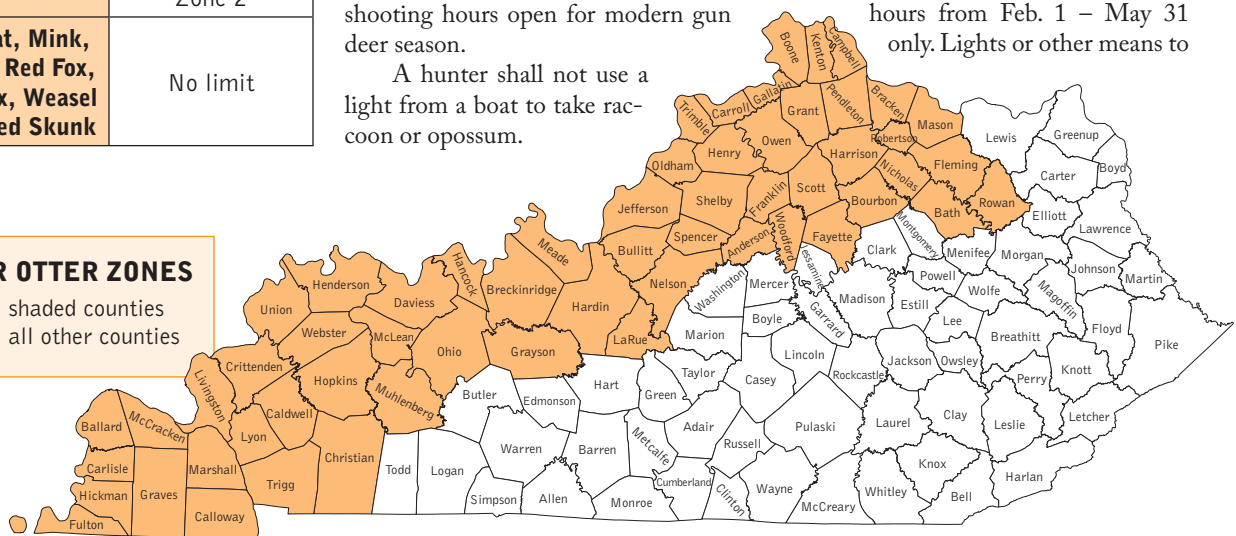 Zone 2
at, Mink,
Red Fox,
x, Weasel
ed Skunk
No limit
shooting hours open for modern gun
deer season.
A hunter shall not use a
light from a boat to take rac-
coon or opossum.
hours from Feb. 1 – May 31
only. Lights or other means to
R OTTER ZONES
shaded counties
all other counties
Boone
Kenton
Campbell
Gallatin
Carroll
Trimble
Grant
Pendleton
Bracken
Mason
Robertson
Lewis
Greenup
Boyd
Carter
Owen
Henry
Oldham
Harrison
Nicholas
Fleming
Rowan
Bath
Elliott
Lawrence
Jefferson
Shelby
Franklin
Scott
Bourbon
Montgomery
Menifee
Morgan
Johnson
Martin
Bullitt
Spencer
Anderson
Woodford
Fayette
Clark
Powell
Wolfe
Magoffin
Floyd
Pike
Meade
Hancock
Breckinridge
Hardin
Nelson
Washington
Mercer
essamine
Madison
Estill
Lee
Breathitt
Knott
Henderson
Union
Daviess
Webster
McLean
Ohio
Grayson
LaRue
Marion
Boyle
Garrard
Lincoln
Rockcastle
Jackson
Owsley
Perry
Letcher
Crittenden
Livingston
Hopkins
Muhlenberg
Caldwell
Lyon
Butler
Edmonson
Hart
Green
Taylor
Casey
Pulaski
Laurel
Clay
Leslie
Harlan
Ballard
McCracken
Carlisle
Hickman
Fulton
Graves
Marshall
Calloway
Trigg
Christian
Todd
Logan
Warren
Simpson
Allen
Barren
Metcalfe
Monroe
Adair
Russell
Cumberland
Clinton
Wayne
McCreary
Whitley
Knox
Bell